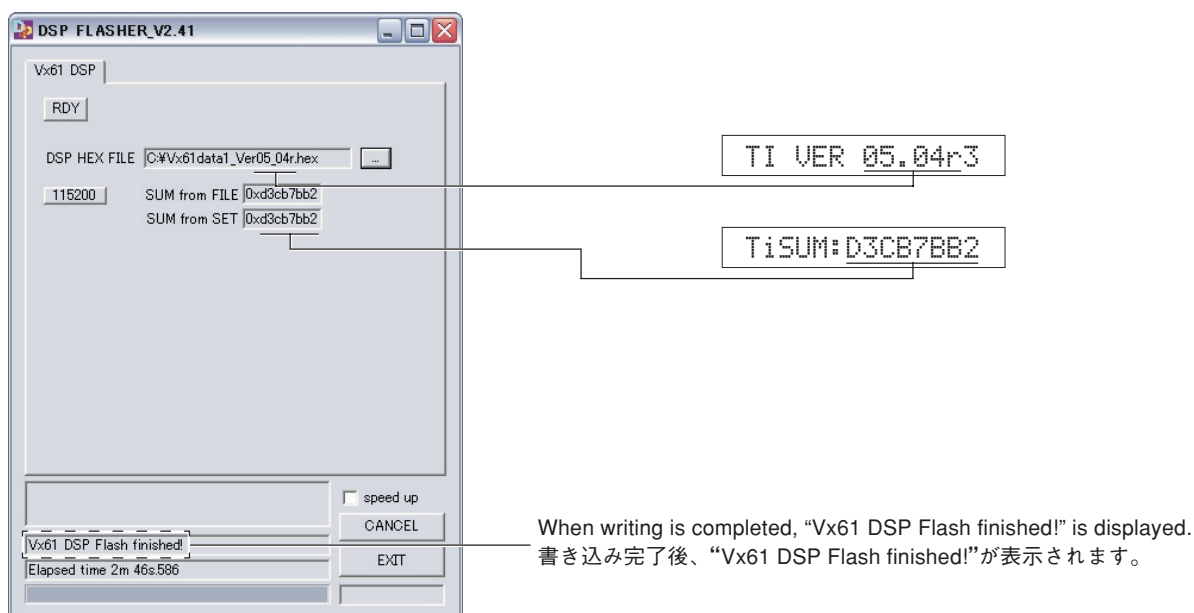 DSP FLASHER_V2.41
Vx61 DSP
RDY
DSP HEX FILE C:¥Vx61data1_Ver05_04r.hex ...
115200 SUM from FILE 0xd3cb7bb2
SUM from SET 0xd3cb7bb2
TI VER 05.04r3
TiSUM:D3CB7BB2
speed up
CANCEL
Vx61 DSP Flash finished!
EXIT
Elapsed time 2m 46s.586
When writing is completed, “Vx61 DSP Flash finished!” is displayed.
書き込み完了後、“Vx61 DSP Flash finished!”が表示されます。